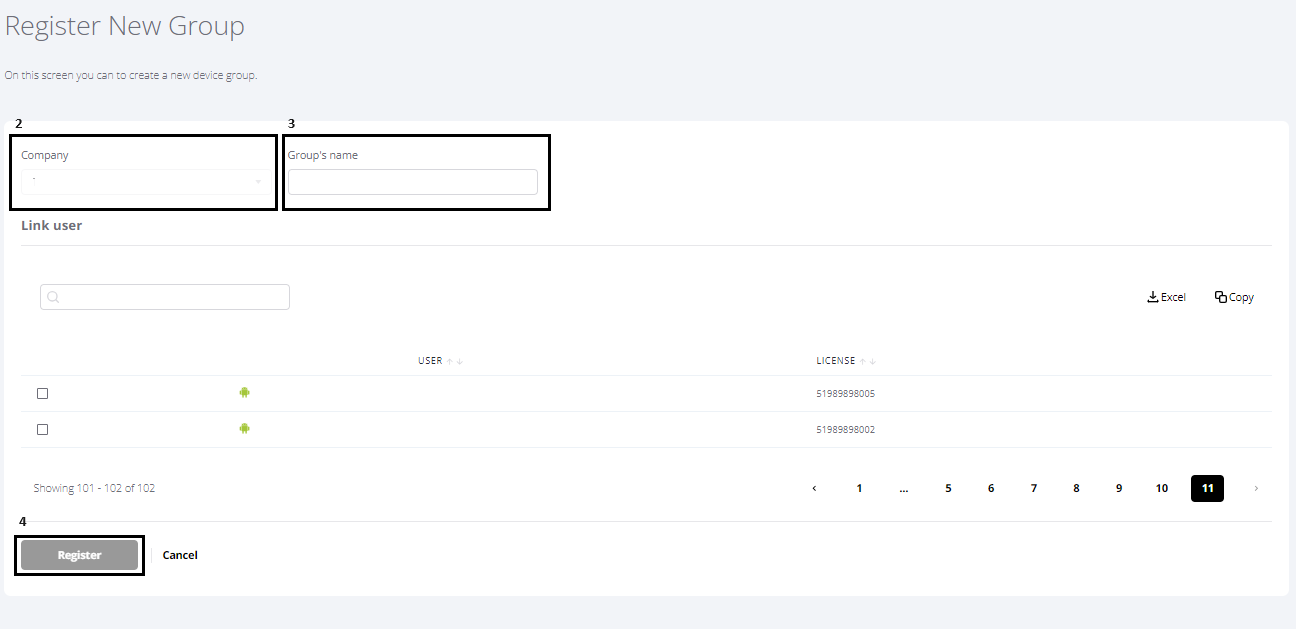 Register New Group
On this screen you can to create a new device group.
2 3
Company Group's name
Link user
Excel Copy
USER LICENSE
51989898005
51989898002
Showing 101 - 102 of 102 ‹ 1 ... 5 6 7 8 9 10 11 ›
4
Register Cancel